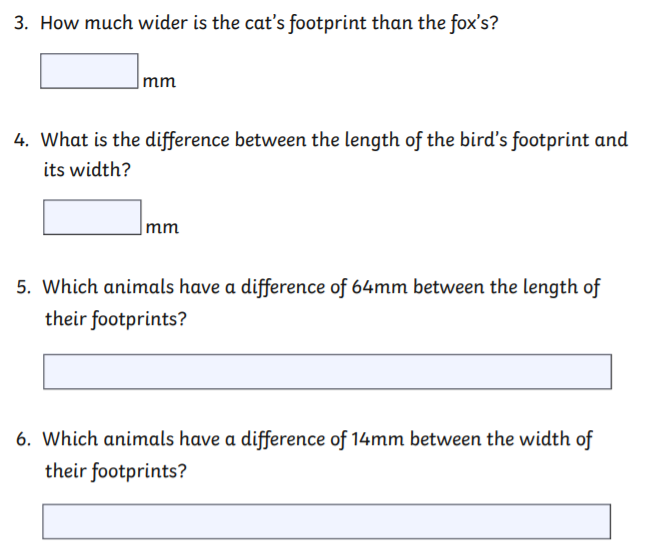 3. How much wider is the cat's footprint than the fox's?
mm
4. What is the difference between the length of the bird's footprint and
its width?
mm
5. Which animals have a difference of 64mm between the length of
their footprints?
6. Which animals have a difference of 14mm between the width of
their footprints?